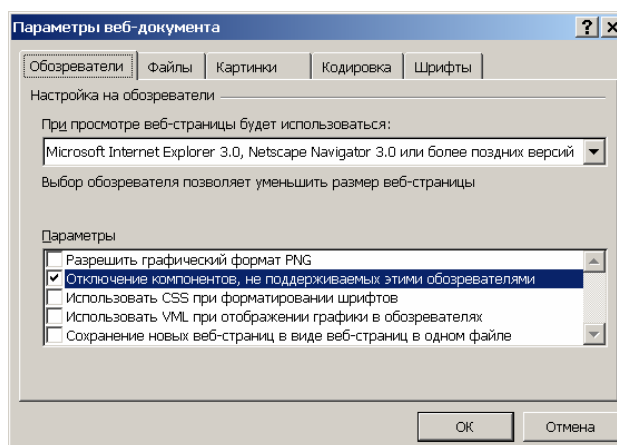 Параметры веб-документа
Обозреватели Файлы Картинки Кодировка Шрифты
Настройка на обозреватели
При просмотре веб-страницы будет использоваться:
Microsoft Internet Explorer 3.0, Netscape Navigator 3.0 или более поздних версий
Выбор обозревателя позволяет уменьшить размер веб-страницы
Параметры
Разрешить графический формат PNG
Отключение компонентов, не поддерживаемых этими обозревателями
Использовать CSS при форматировании шрифтов
Использовать VML при отображении графики в обозревателях
Сохранение новых веб-страниц в виде веб-страниц в одном файле
ОК Отмена